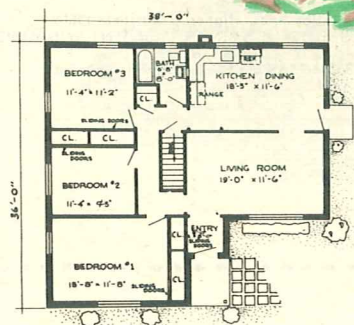 38'-0"
36'-0"
BEDROOM #3
11'-4" x 11'-2"
SLIDING DOORS
BATH
CL.
KITCHEN DINING
18'-5" x 11'-6"
REF.
RANGE
CL.
CL.
SLIDING DOORS
BEDROOM #2
LIVING ROOM
19'-0" x 11'-6"
ENTRY
SLIDING DOORS
CL.
CL.
BEDROOM #1
18'-8" x 11'-8"
SLIDING DOORS